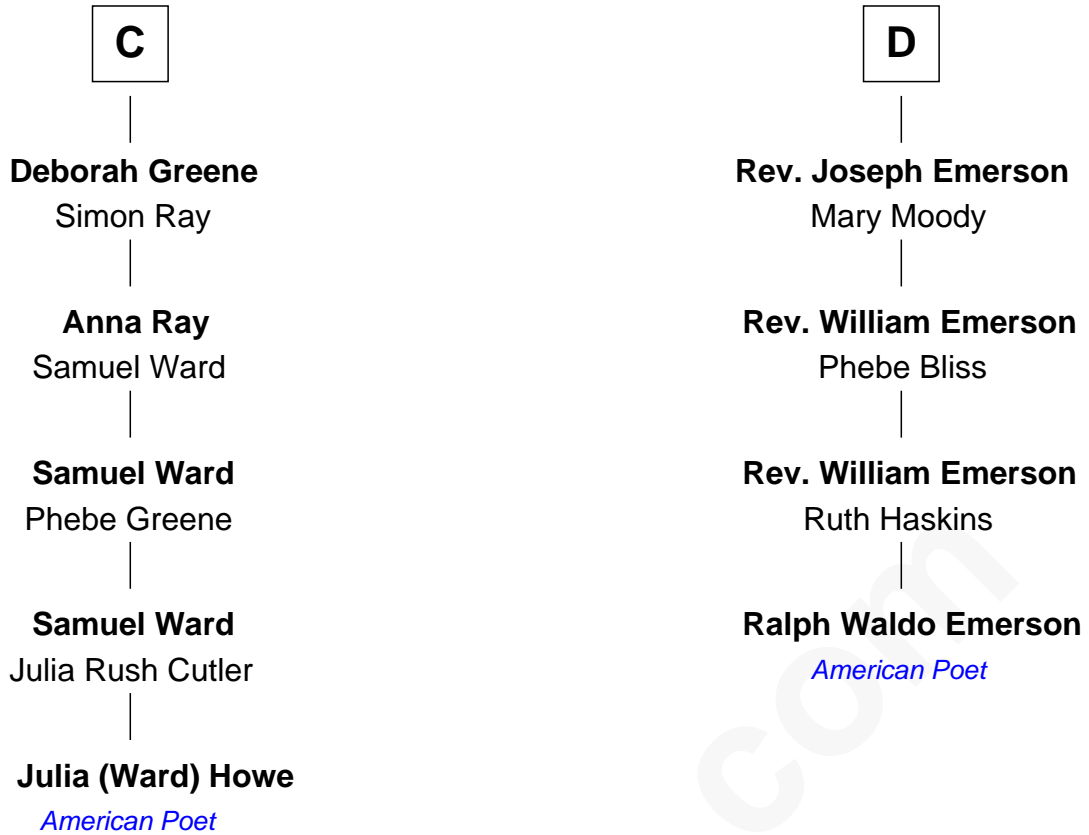 C
Deborah Greene
Simon Ray
Anna Ray
Samuel Ward
Samuel Ward
Phebe Greene
Samuel Ward
Julia Rush Cutler
Julia (Ward) Howe
American Poet
D
Rev. Joseph Emerson
Mary Moody
Rev. William Emerson
Phebe Bliss
Rev. William Emerson
Ruth Haskins
Ralph Waldo Emerson
American Poet
com